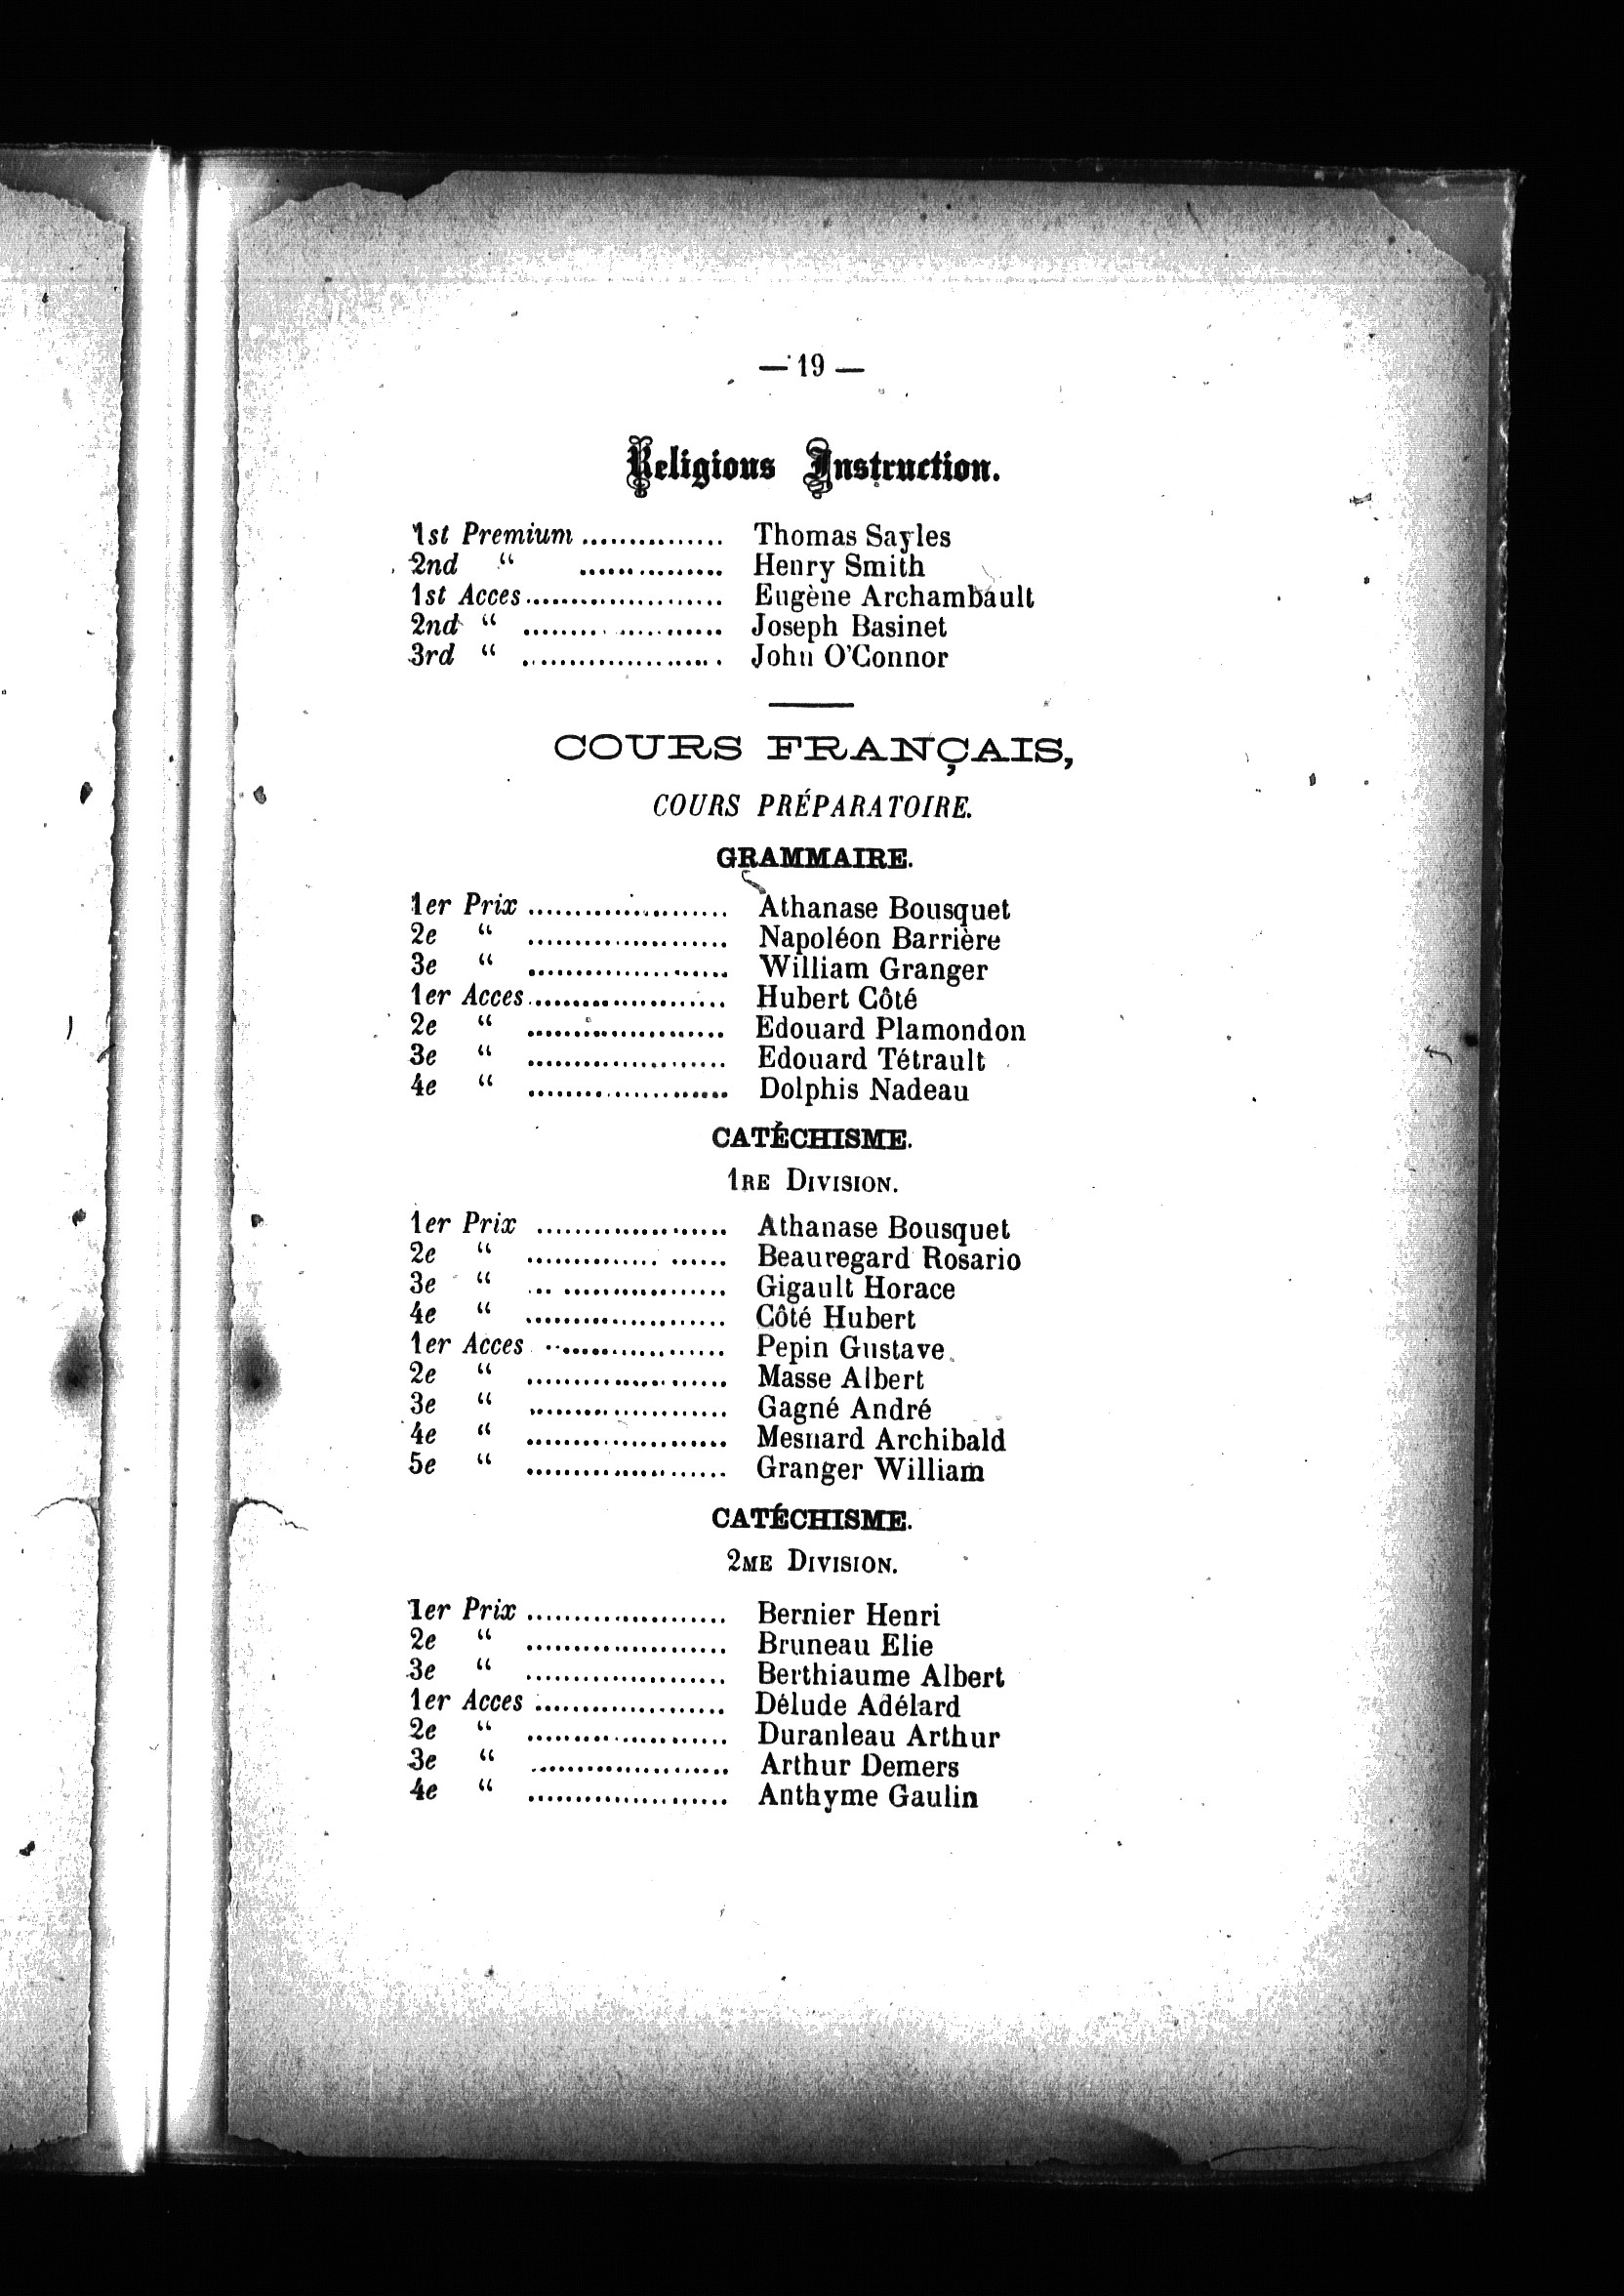 — 19 —
Religious Instruction.
1st Premium ............... Thomas Sayles
2nd “ ............... Henry Smith
1st Acces..................... Eugène Archambault
2nd “ ..................... Joseph Basinet
3rd “ ..................... John O'Connor
COURS FRANÇAIS,
COURS PRÉPARATOIRE.
GRAMMAIRE.
1er Prix ..................... Athanase Bousquet
2e “ ..................... Napoléon Barrière
3e “ ..................... William Granger
1er Acces..................... Hubert Côté
2e “ ..................... Edouard Plamondon
3e “ ..................... Edouard Tétrault
4e “ ..................... Dolphis Nadeau
CATÉCHISME.
1RE DIVISION.
1er Prix ..................... Athanase Bousquet
2e “ ..................... Beauregard Rosario
3e “ ..................... Gigault Horace
4e “ ..................... Côté Hubert
1er Acces ..................... Pepin Gustave
2e “ ..................... Masse Albert
3e “ ..................... Gagné André
4e “ ..................... Mesnard Archibald
5e “ ..................... Granger William
CATÉCHISME.
2ME DIVISION.
1er Prix ..................... Bernier Henri
2e “ ..................... Bruneau Elie
3e “ ..................... Berthiaume Albert
1er Acces ..................... Délude Adélard
2e “ ..................... Duranleau Arthur
3e “ ..................... Arthur Demers
4e “ ..................... Anthyme Gaulin